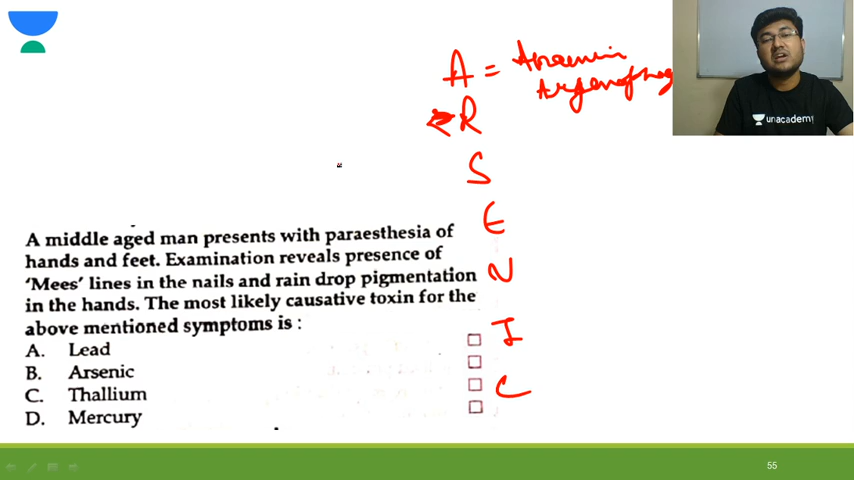 A = Anaemia
R
S
E
N
I
C
unacademy
A middle aged man presents with paraesthesia of
hands and feet. Examination reveals presence of
'Mees' lines in the nails and rain drop pigmentation
in the hands. The most likely causative toxin for the
above mentioned symptoms is :
A. Lead
B. Arsenic
C. Thallium
D. Mercury
55